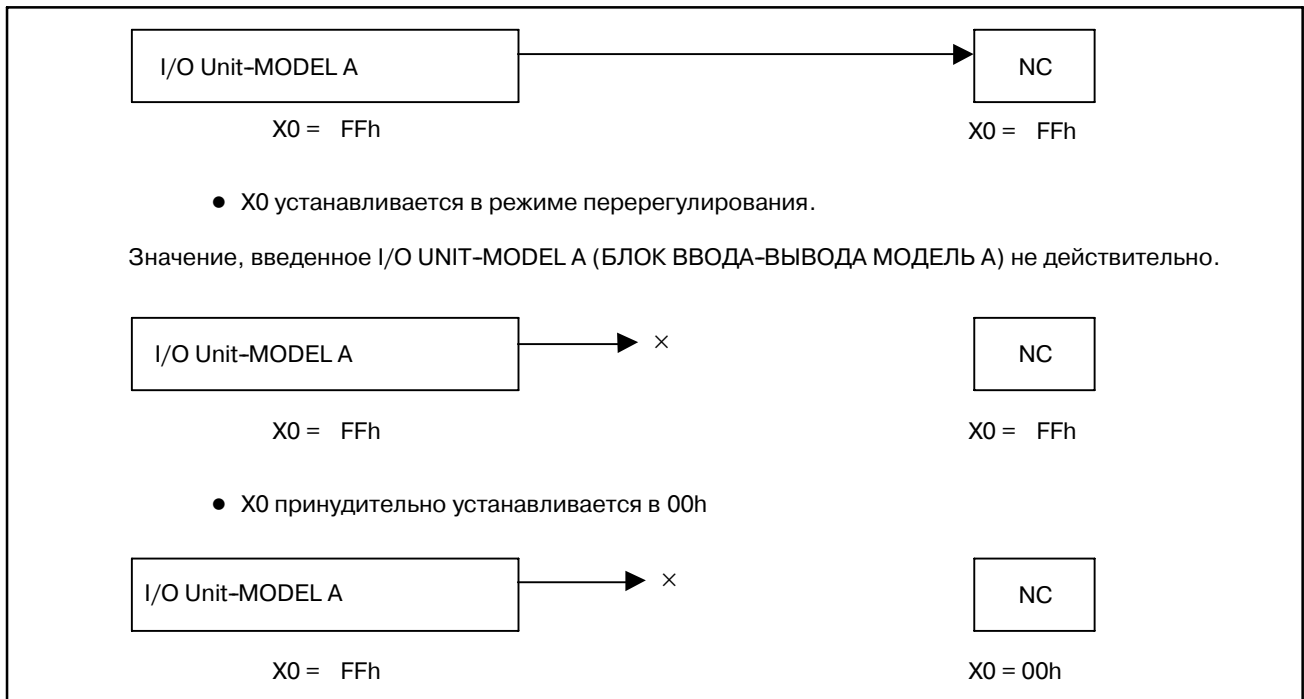 I/O Unit-MODEL A
NC
X0 = FFh
X0 = FFh
● X0 устанавливается в режиме перерегулирования.
Значение, введенное I/O UNIT-MODEL A (БЛОК ВВОДА-ВЫВОДА МОДЕЛЬ A) не действительно.
I/O Unit-MODEL A
×
NC
X0 = FFh
X0 = FFh
● X0 принудительно устанавливается в 00h
I/O Unit-MODEL A
×
NC
X0 = FFh
X0 = 00h